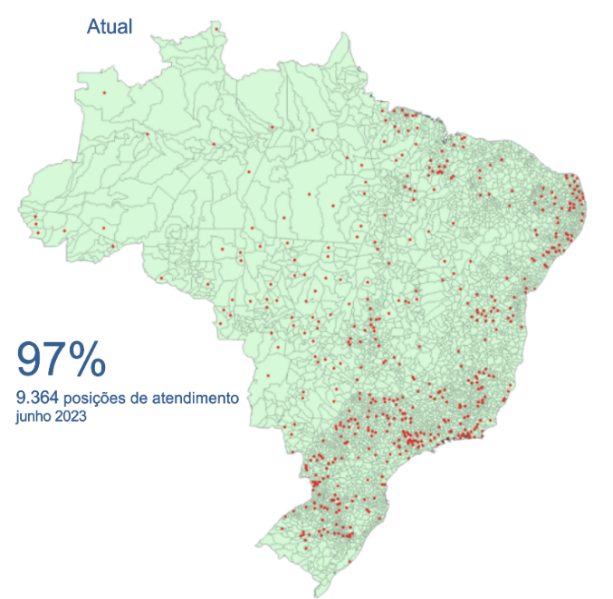 Atual
97%
9.364 posições de atendimento
junho 2023